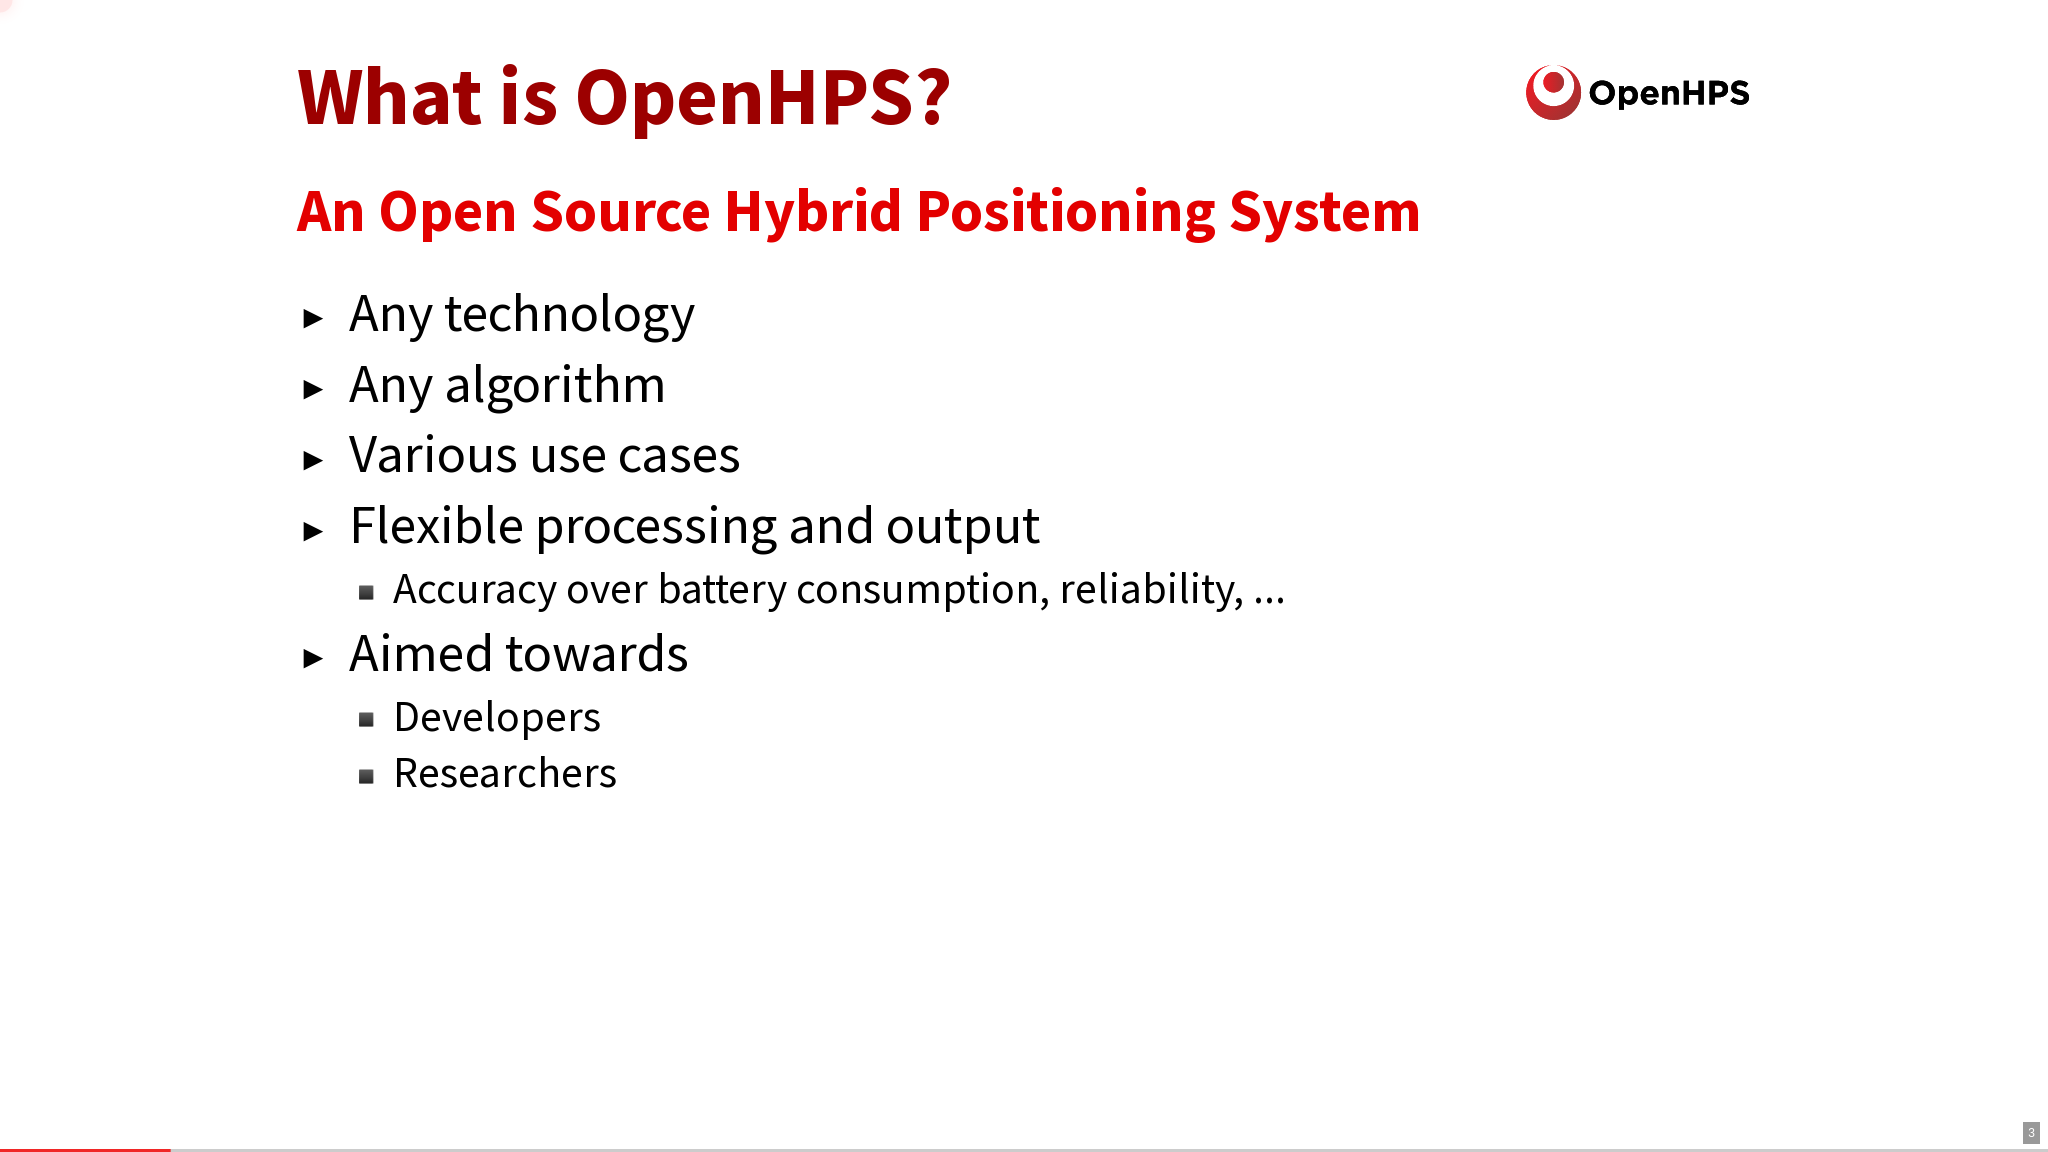 What is OpenHPS?
OpenHPS
An Open Source Hybrid Positioning System
► Any technology
► Any algorithm
► Various use cases
► Flexible processing and output
▪ Accuracy over battery consumption, reliability, ...
► Aimed towards
▪ Developers
▪ Researchers
3